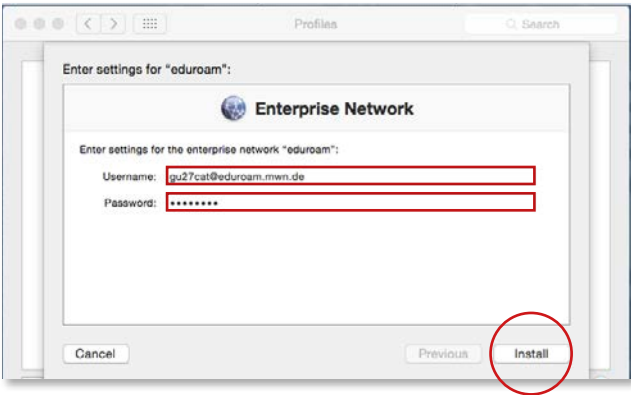 Profiles
Search
Enter settings for "eduroam":
Enterprise Network
Enter settings for the enterprise network "eduroam":
Username: gu27cat@eduroam.mwn.de
Password: ••••••••
Cancel Previous Install